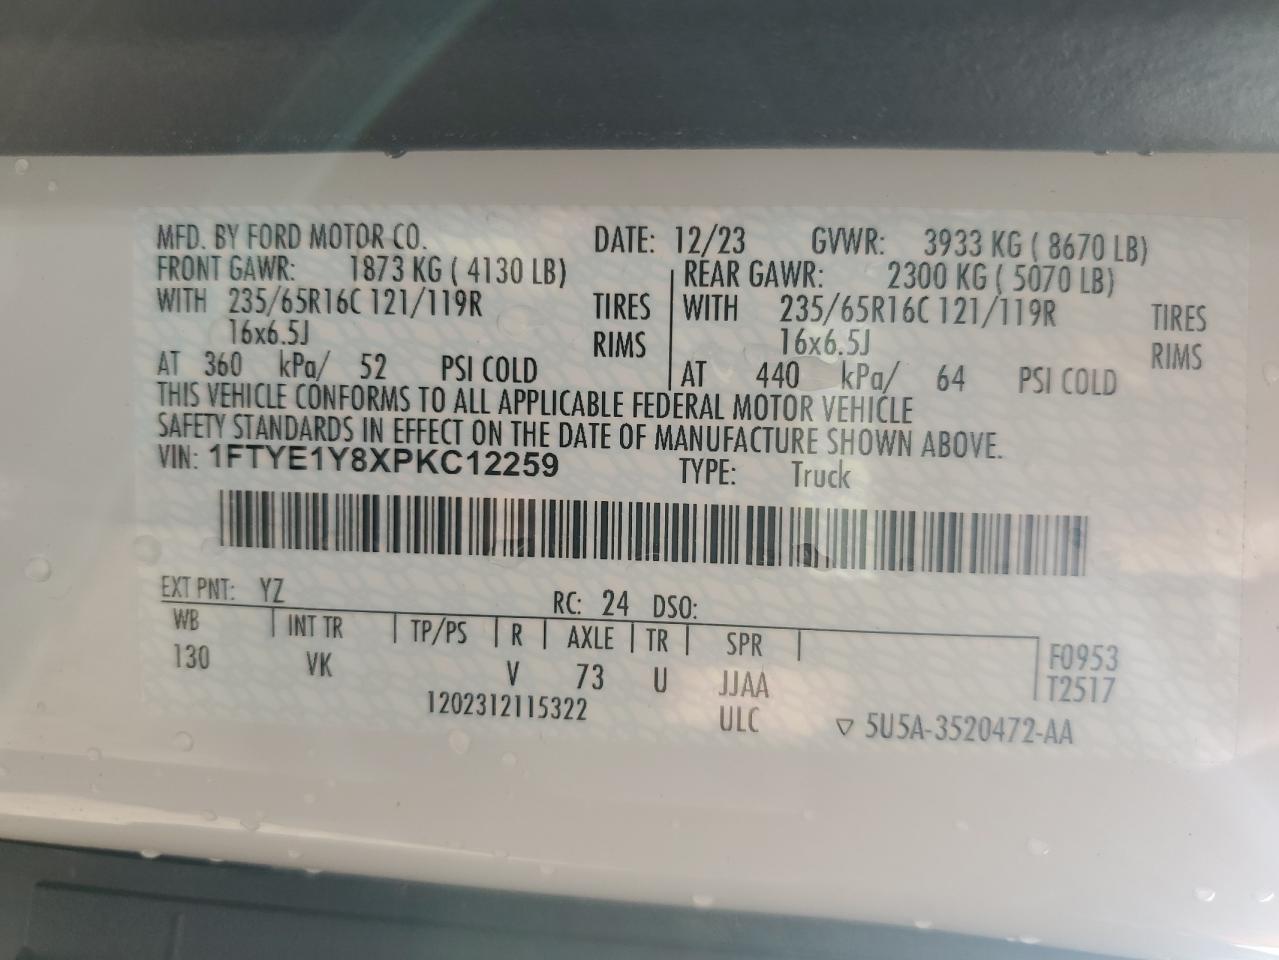 MFD. BY FORD MOTOR CO. DATE: 12/23 GVWR: 3933 KG ( 8670 LB)
FRONT GAWR: 1873 KG ( 4130 LB) REAR GAWR: 2300 KG ( 5070 LB)
WITH 235/65R16C 121/119R TIRES WITH 235/65R16C 121/119R TIRES
16x6.5J RIMS 16x6.5J RIMS
AT 360 kPa/ 52 PSI COLD AT 440 kPa/ 64 PSI COLD
THIS VEHICLE CONFORMS TO ALL APPLICABLE FEDERAL MOTOR VEHICLE
SAFETY STANDARDS IN EFFECT ON THE DATE OF MANUFACTURE SHOWN ABOVE.
VIN: 1FTYE1Y8XPKC12259 TYPE: Truck
EXT PNT: YZ RC: 24 DSO:
WB INT TR TP/PS R AXLE TR SPR F0953
130 VK V 73 U JJAA T2517
1202312115322 ULC ▽ 5U5A-3520472-AA